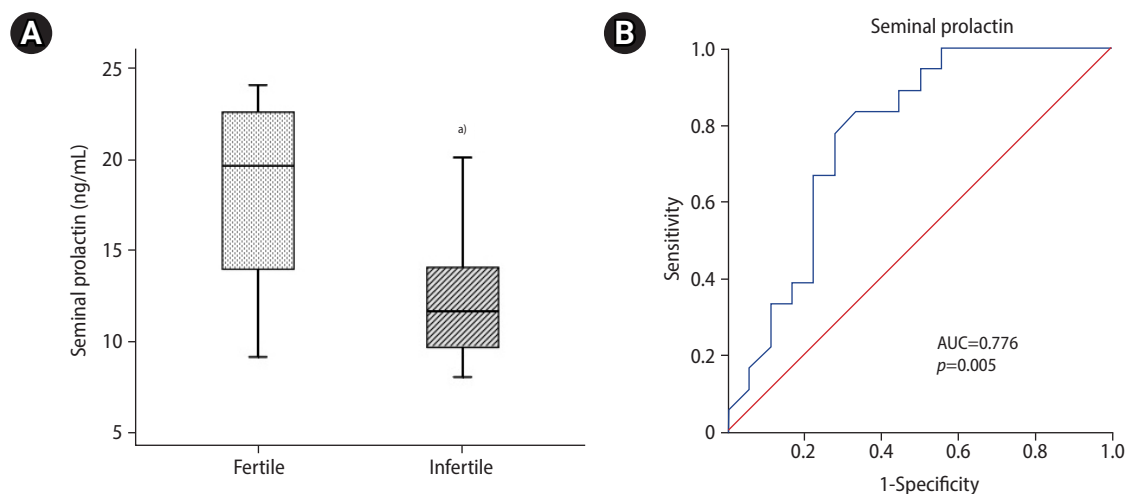 A
Seminal prolactin (ng/mL)
25
20
15
10
5
a)
Fertile
Infertile
B
Seminal prolactin
Sensitivity
1.0
0.8
0.6
0.4
0.2
0
AUC=0.776
p=0.005
0.2
0.4
0.6
0.8
1.0
1-Specificity